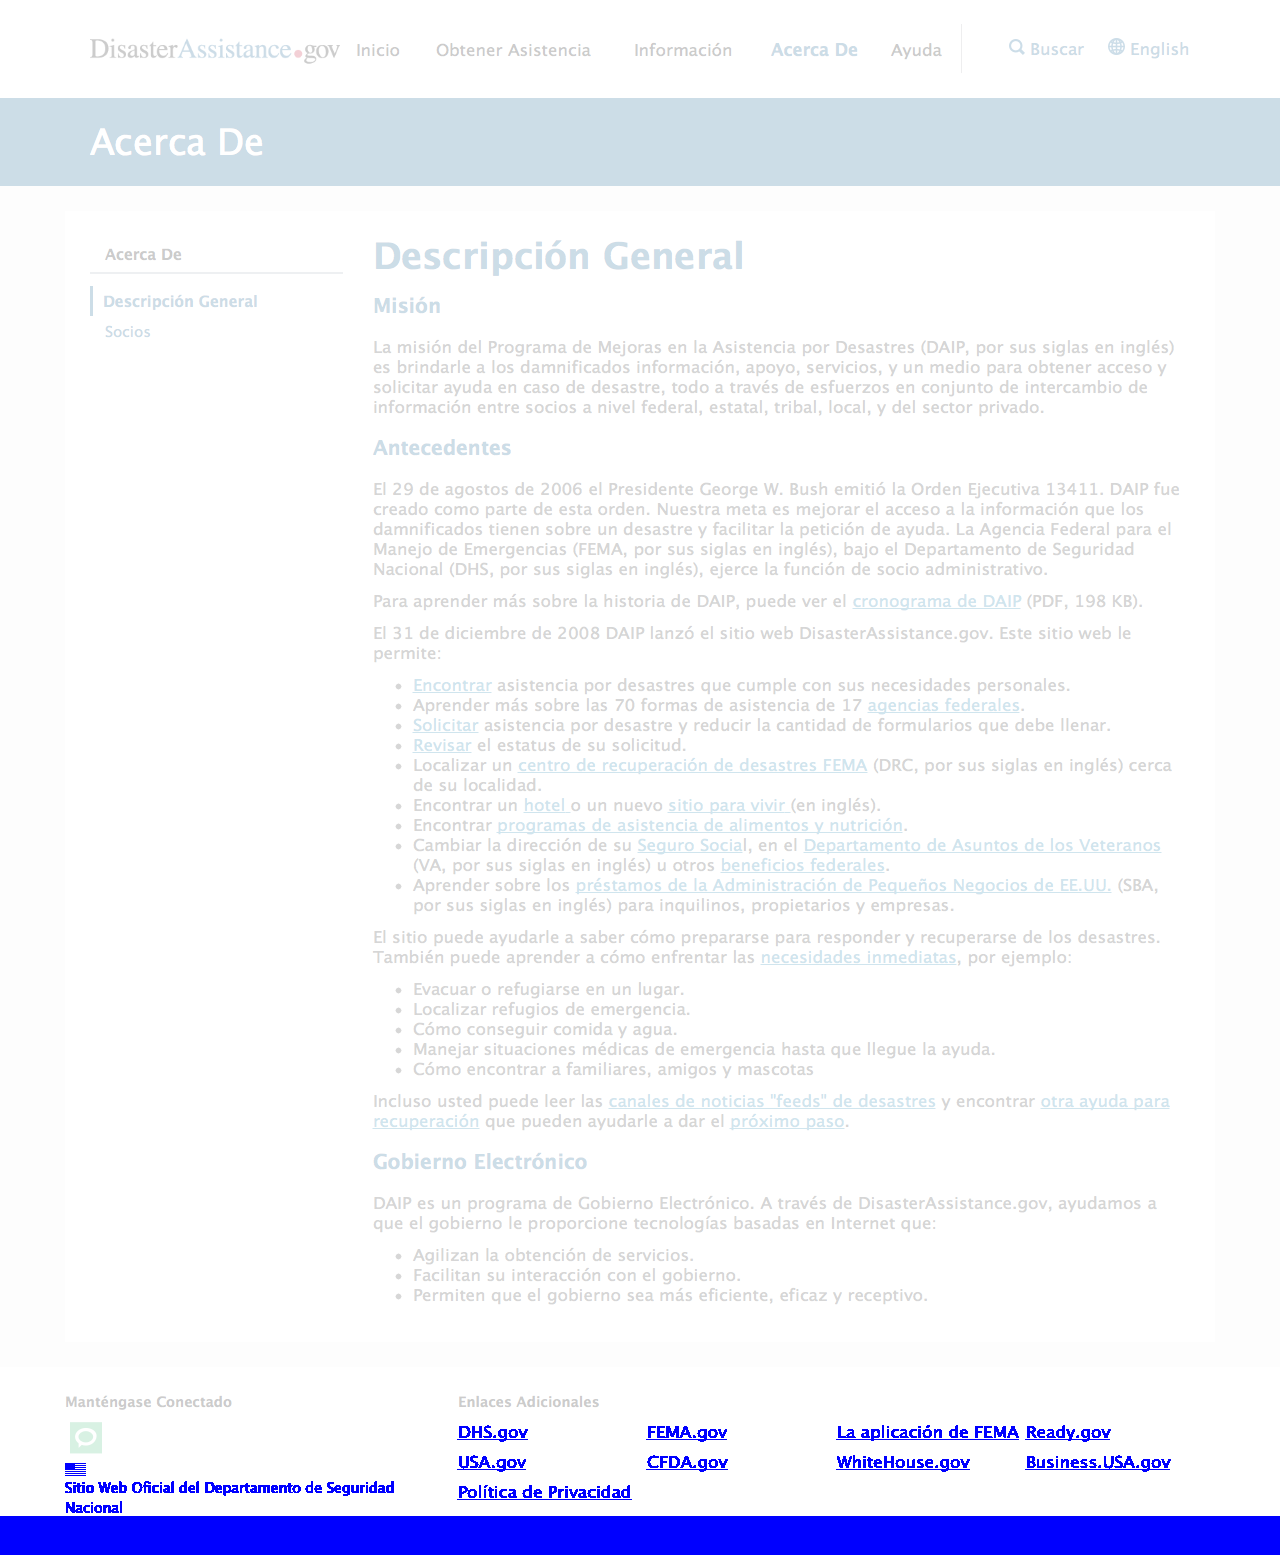 DisasterAssistance.gov Inicio Obtener Asistencia Información Acerca De Ayuda Buscar English
Acerca De
Acerca De
Descripción General
Socios
Descripción General
Misión
La misión del Programa de Mejoras en la Asistencia por Desastres (DAIP, por sus siglas en inglés)
es brindarle a los damnificados información, apoyo, servicios, y un medio para obtener acceso y
solicitar ayuda en caso de desastre, todo a través de esfuerzos en conjunto de intercambio de
información entre socios a nivel federal, estatal, tribal, local, y del sector privado.
Antecedentes
El 29 de agostos de 2006 el Presidente George W. Bush emitió la Orden Ejecutiva 13411. DAIP fue
creado como parte de esta orden. Nuestra meta es mejorar el acceso a la información que los
damnificados tienen sobre un desastre y facilitar la petición de ayuda. La Agencia Federal para el
Manejo de Emergencias (FEMA, por sus siglas en inglés), bajo el Departamento de Seguridad
Nacional (DHS, por sus siglas en inglés), ejerce la función de socio administrativo.
Para aprender más sobre la historia de DAIP, puede ver el cronograma de DAIP (PDF, 198 KB).
El 31 de diciembre de 2008 DAIP lanzó el sitio web DisasterAssistance.gov. Este sitio web le
permite:
• Encontrar asistencia por desastres que cumple con sus necesidades personales.
• Aprender más sobre las 70 formas de asistencia de 17 agencias federales.
• Solicitar asistencia por desastre y reducir la cantidad de formularios que debe llenar.
• Revisar el estatus de su solicitud.
• Localizar un centro de recuperación de desastres FEMA (DRC, por sus siglas en inglés) cerca
de su localidad.
• Encontrar un hotel o un nuevo sitio para vivir (en inglés).
• Encontrar programas de asistencia de alimentos y nutrición.
• Cambiar la dirección de su Seguro Social, en el Departamento de Asuntos de los Veteranos
(VA, por sus siglas en inglés) u otros beneficios federales.
• Aprender sobre los préstamos de la Administración de Pequeños Negocios de EE.UU. (SBA,
por sus siglas en inglés) para inquilinos, propietarios y empresas.
El sitio puede ayudarle a saber cómo prepararse para responder y recuperarse de los desastres.
También puede aprender a cómo enfrentar las necesidades inmediatas, por ejemplo:
• Evacuar o refugiarse en un lugar.
• Localizar refugios de emergencia.
• Cómo conseguir comida y agua.
• Manejar situaciones médicas de emergencia hasta que llegue la ayuda.
• Cómo encontrar a familiares, amigos y mascotas
Incluso usted puede leer las canales de noticias "feeds" de desastres y encontrar otra ayuda para
recuperación que pueden ayudarle a dar el próximo paso.
Gobierno Electrónico
DAIP es un programa de Gobierno Electrónico. A través de DisasterAssistance.gov, ayudamos a
que el gobierno le proporcione tecnologías basadas en Internet que:
• Agilizan la obtención de servicios.
• Facilitan su interacción con el gobierno.
• Permiten que el gobierno sea más eficiente, eficaz y receptivo.
Manténgase Conectado
Sitio Web Oficial del Departamento de Seguridad
Nacional
Enlaces Adicionales
DHS.gov FEMA.gov La aplicación de FEMA Ready.gov
USA.gov CFDA.gov WhiteHouse.gov Business.USA.gov
Política de Privacidad